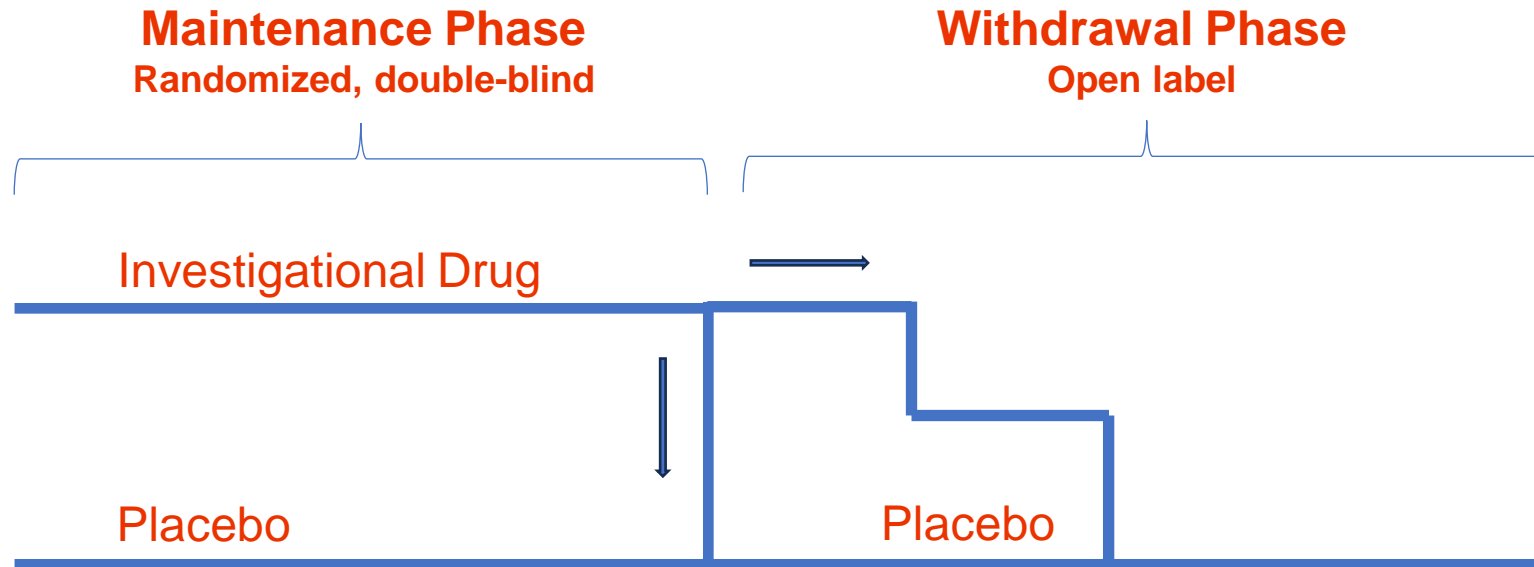 Maintenance Phase
Randomized, double-blind
Withdrawal Phase
Open label
Investigational Drug
Placebo
Placebo